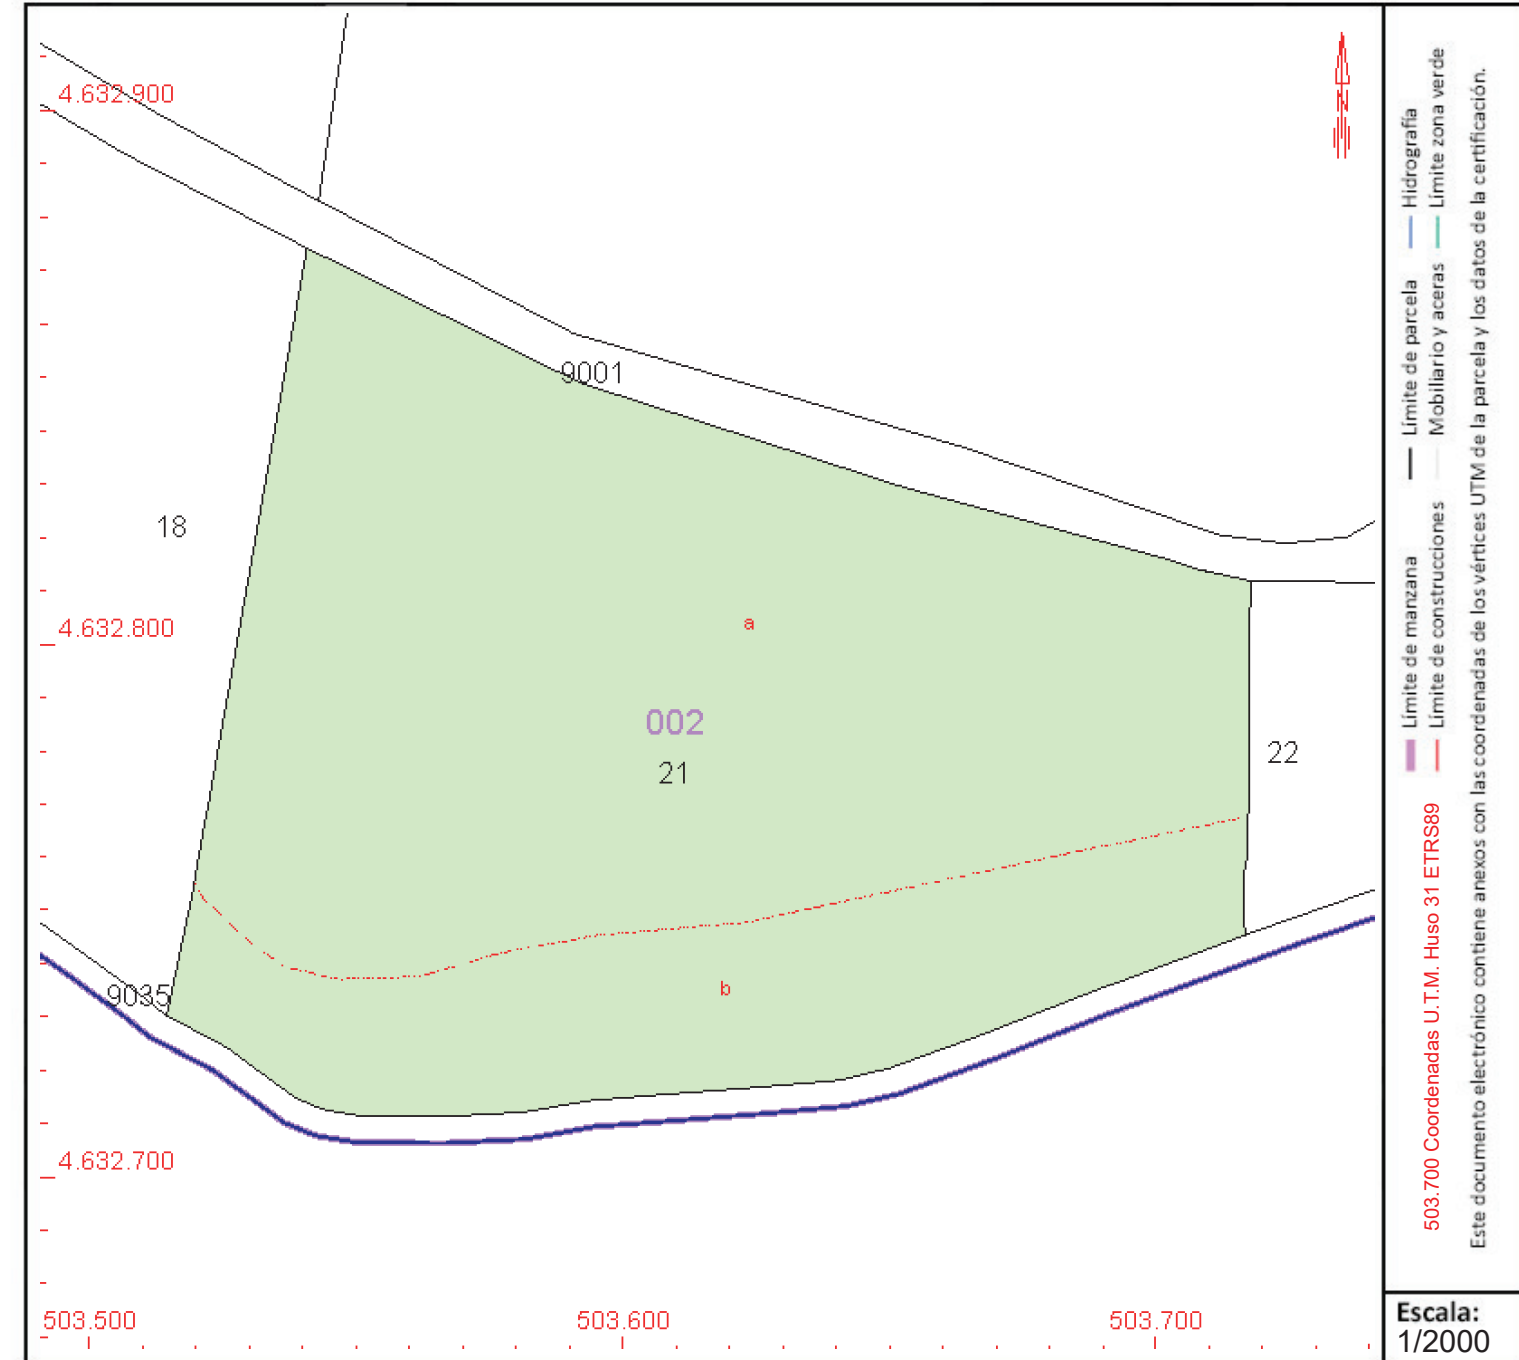 4.632.900
9001
18
4.632.800
a
002
21
22
9035
b
4.632.700
503.500
503.600
503.700
N
Hidrografía
Límite zona verde
Límite de parcela
Mobiliario y aceras
Límite de manzana
Límite de construcciones
503.700 Coordenadas U.T.M. Huso 31 ETRS89
Este documento electrónico contiene anexos con las coordenadas de los vértices UTM de la parcela y los datos de la certificación.
Escala:
1/2000